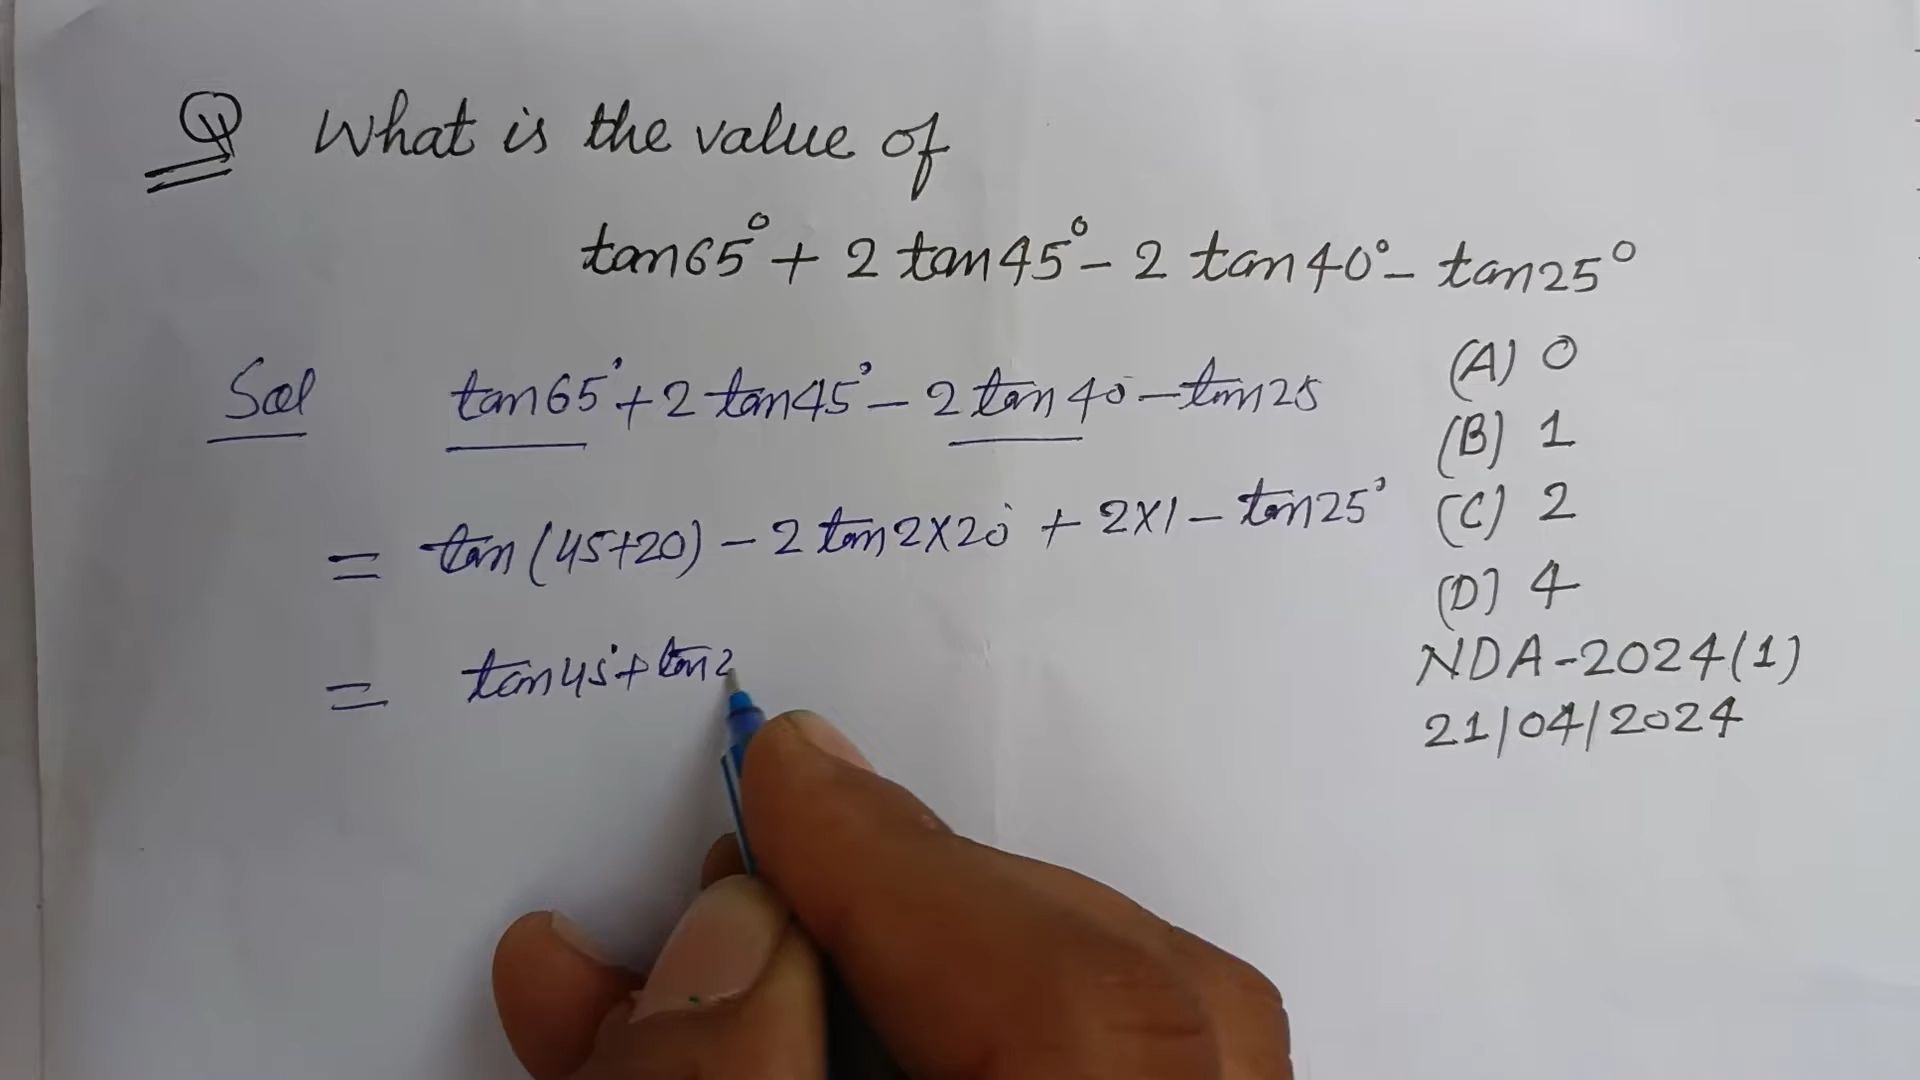 Q What is the value of
tan65° + 2 tan45° - 2 tan40° - tan25°
Sol tan65° + 2 tan45° - 2 tan40 - tan25
= tan(45+20) - 2 tan2×20° + 2×1 - tan25°
= tan45° + tan2
(A) 0
(B) 1
(C) 2
(D) 4
NDA-2024(1)
21/04/2024